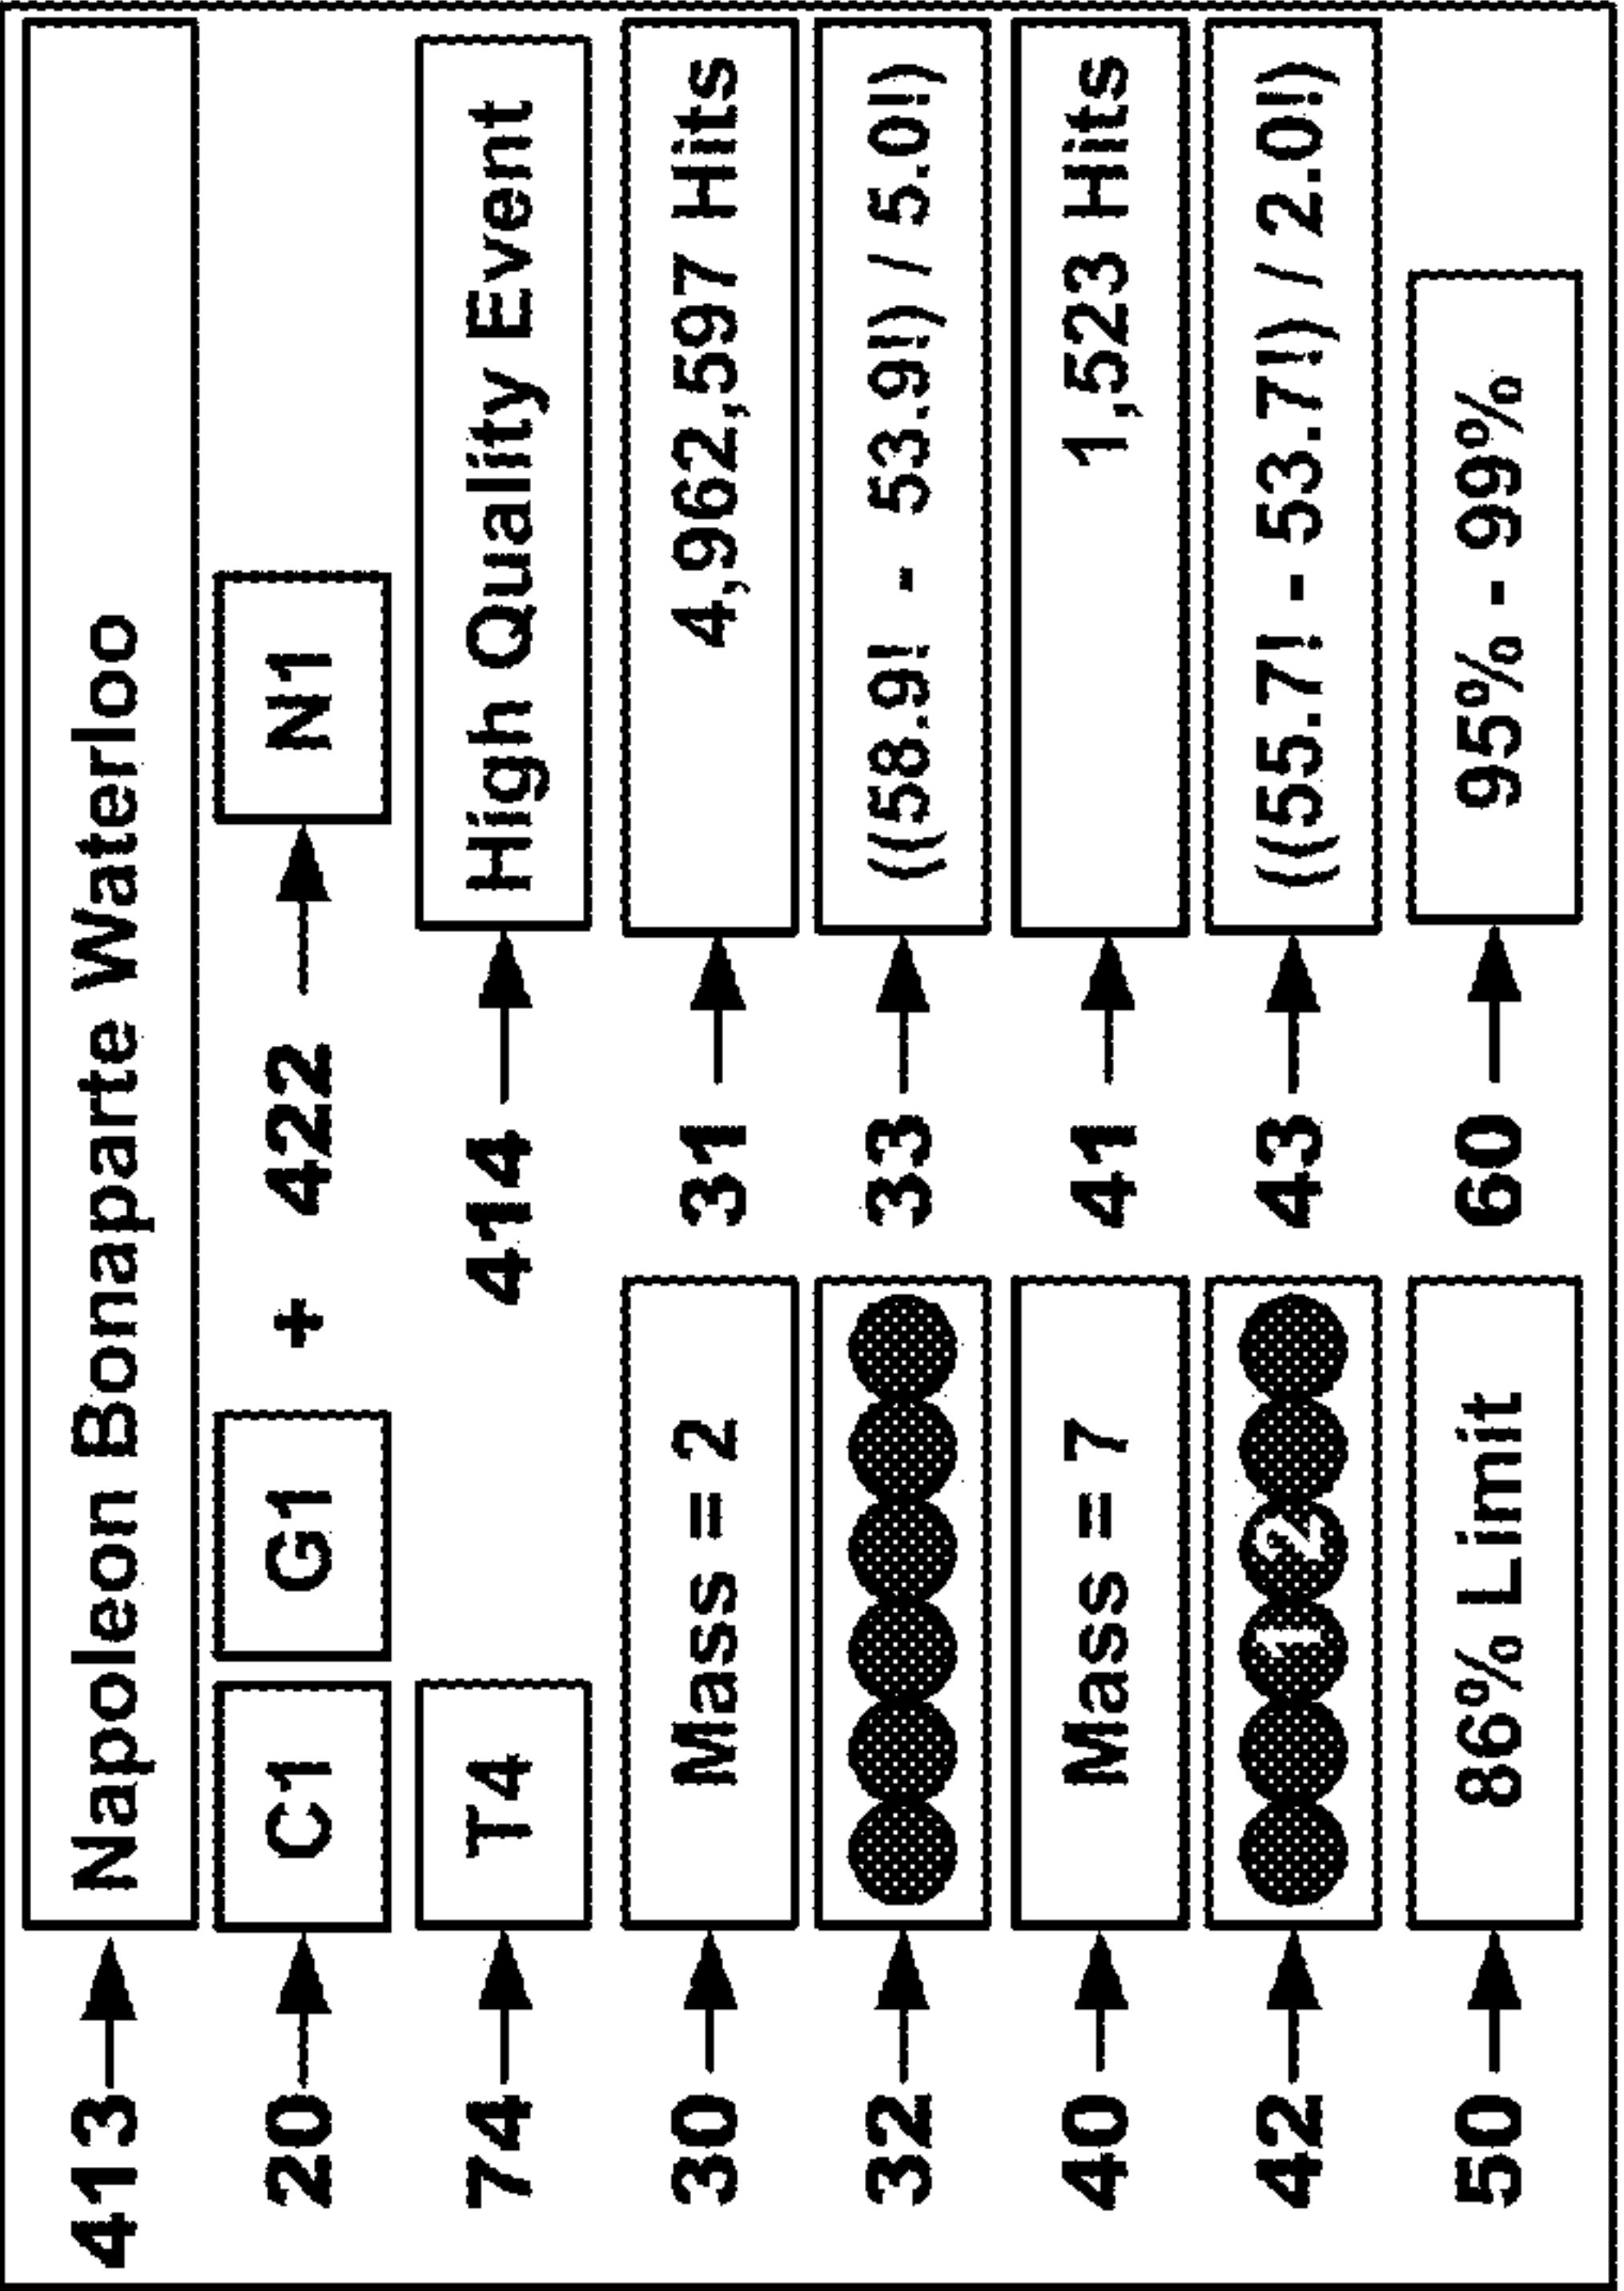 413 Napoleon Bonaparte Waterloo
20 C1 G1 + 422 N1
74 T4 414 High Quality Event
30 Mass = 2 31 4,962,597 Hits
32 33 ((58.9! - 53.9!) / 5.0!)
40 Mass = 7 41 1,523 Hits
42 1 2 43 ((55.7! - 53.7!) / 2.0!)
50 86% Limit 60 95% - 99%